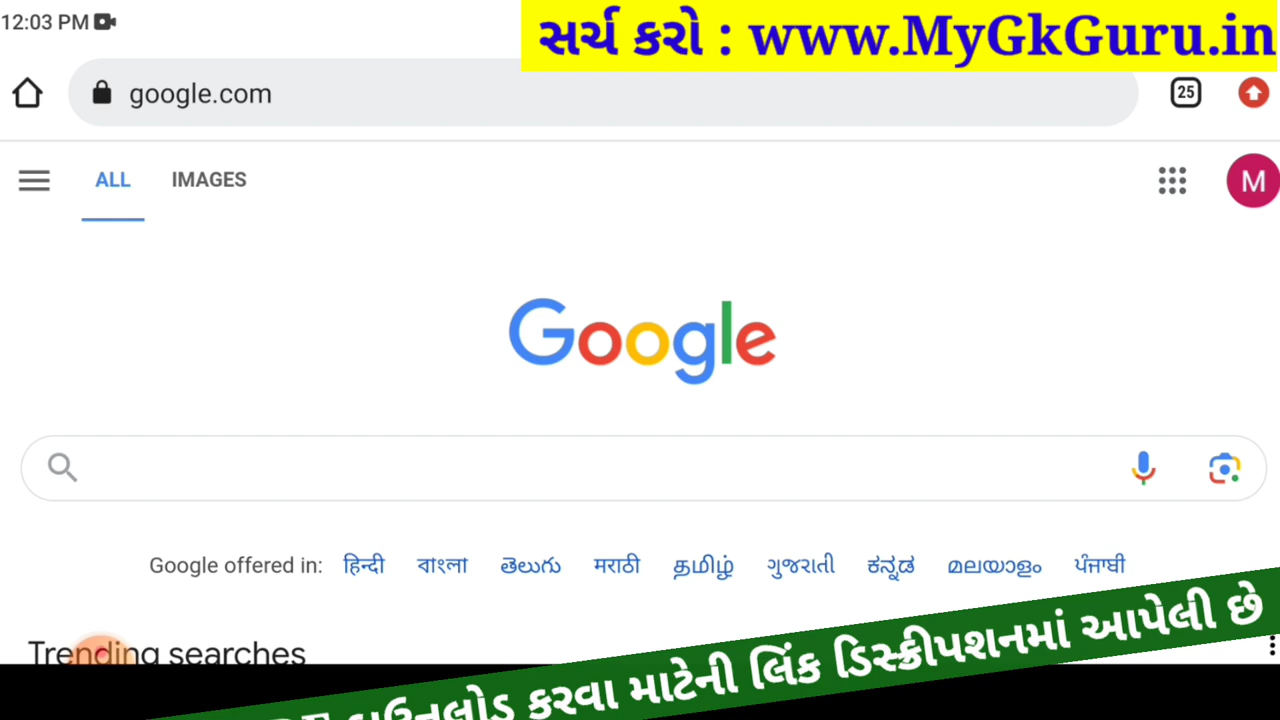 12:03 PM
સર્ચ કરો : www.MyGkGuru.in
google.com
25
ALL IMAGES
M
Google
Google offered in: हिन्दी বাংলা తెలుగు मराठी தமிழ் ગુજરાતી ಕನ್ನಡ മലയാളം ਪੰਜਾਬੀ
Trending searches
ડાઉનલોડ કરવા માટેની લિંક ડિસ્ક્રીપશનમાં આપેલી છે